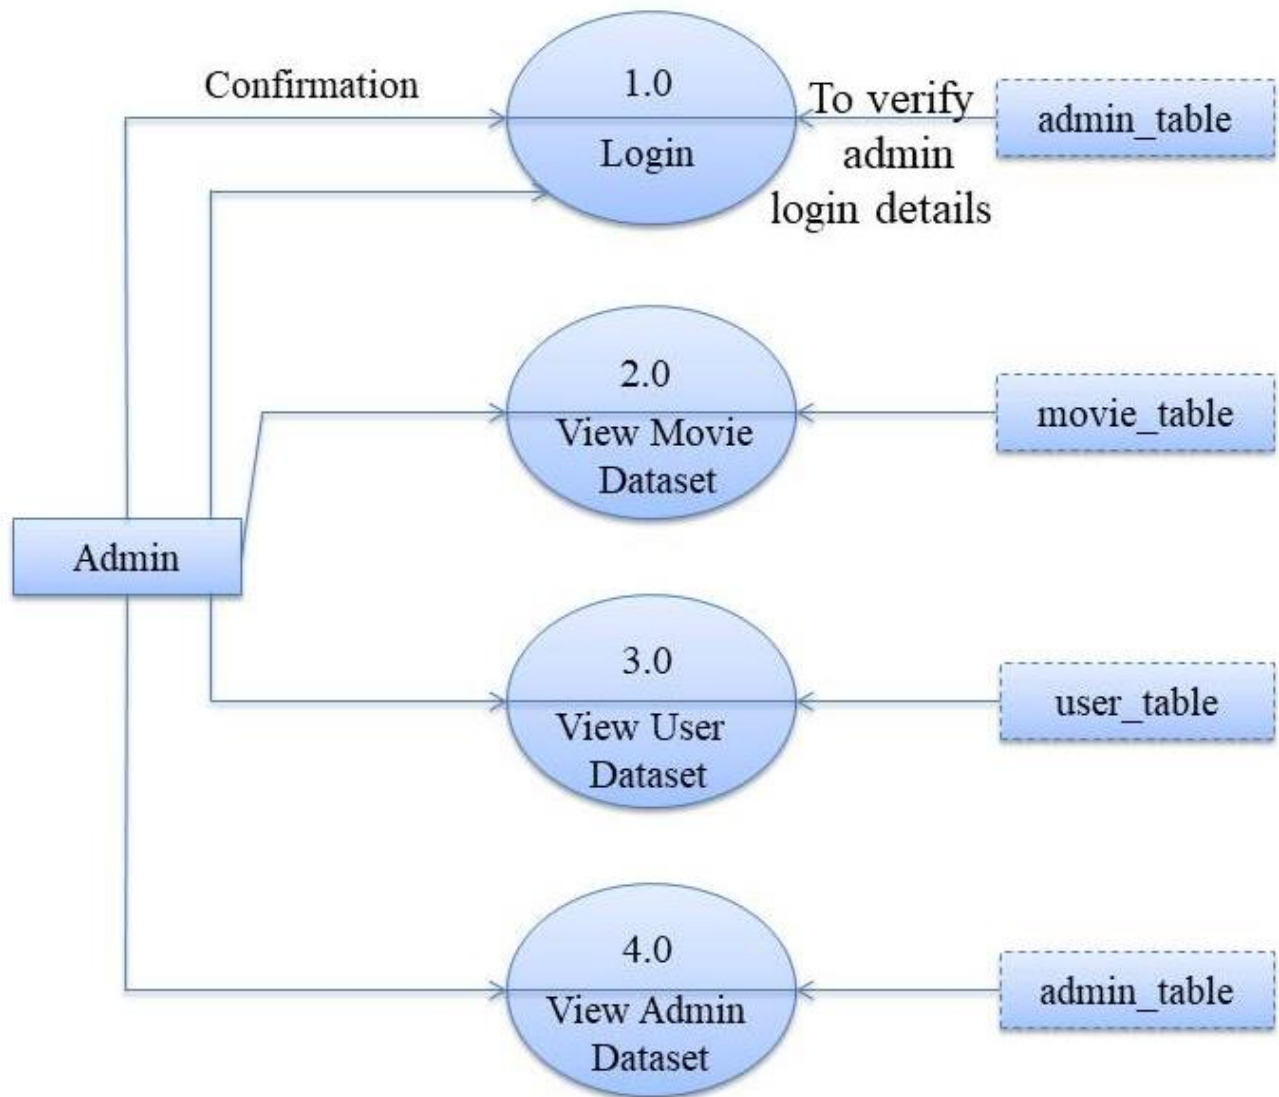 Confirmation
1.0
Login
To verify
admin
login details
admin_table
2.0
View Movie
Dataset
movie_table
Admin
3.0
View User
Dataset
user_table
4.0
View Admin
Dataset
admin_table